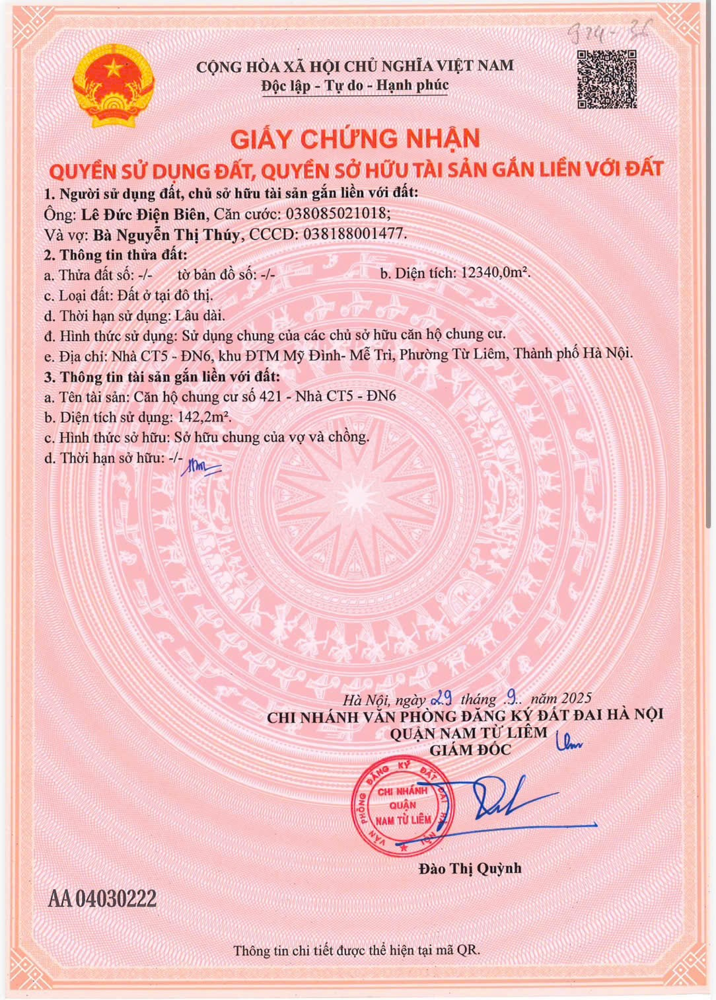 924-36
CỘNG HÒA XÃ HỘI CHỦ NGHĨA VIỆT NAM
Độc lập - Tự do - Hạnh phúc
GIẤY CHỨNG NHẬN
QUYỀN SỬ DỤNG ĐẤT, QUYỀN SỞ HỮU TÀI SẢN GẮN LIỀN VỚI ĐẤT
1. Người sử dụng đất, chủ sở hữu tài sản gắn liền với đất:
Ông: Lê Đức Điện Biên, Căn cước: 038085021018;
Và vợ: Bà Nguyễn Thị Thúy, CCCD: 038188001477.
2. Thông tin thửa đất:
a. Thửa đất số: -/- tờ bản đồ số: -/- b. Diện tích: 12340,0m².
c. Loại đất: Đất ở tại đô thị.
d. Thời hạn sử dụng: Lâu dài.
đ. Hình thức sử dụng: Sử dụng chung của các chủ sở hữu căn hộ chung cư.
e. Địa chỉ: Nhà CT5 - ĐN6, khu ĐTM Mỹ Đình- Mễ Trì, Phường Từ Liêm, Thành phố Hà Nội.
3. Thông tin tài sản gắn liền với đất:
a. Tên tài sản: Căn hộ chung cư số 421 - Nhà CT5 - ĐN6
b. Diện tích sử dụng: 142,2m².
c. Hình thức sở hữu: Sở hữu chung của vợ và chồng.
d. Thời hạn sở hữu: -/-
Hà Nội, ngày 29 tháng .9.. năm 2025
CHI NHÁNH VĂN PHÒNG ĐĂNG KÝ ĐẤT ĐAI HÀ NỘI
QUẬN NAM TỪ LIÊM
GIÁM ĐỐC
VĂN PHÒNG ĐĂNG KÝ ĐẤT ĐAI HÀ NỘI
CHI NHÁNH
QUẬN
NAM TỪ LIÊM
Đào Thị Quỳnh
AA 04030222
Thông tin chi tiết được thể hiện tại mã QR.